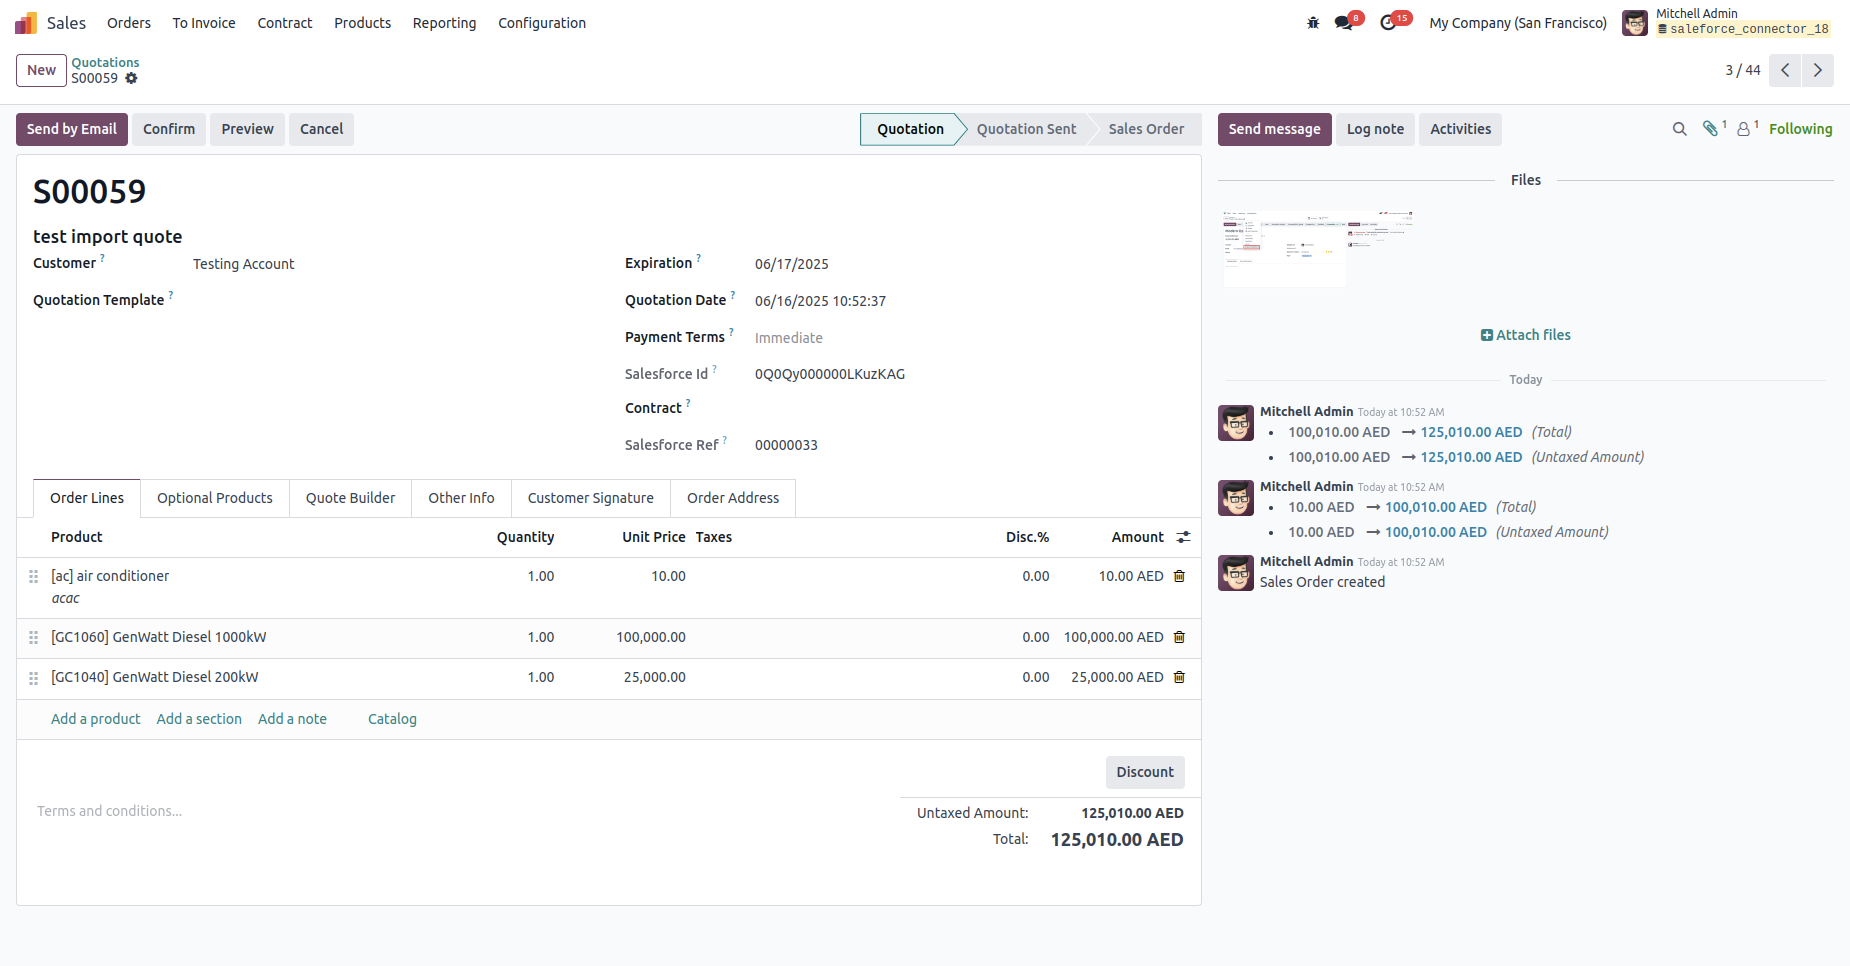 Sales Orders To Invoice Contract Products Reporting Configuration 8 15 My Company (San Francisco) Mitchell Admin
saleforce_connector_18
New Quotations
S00059
3 / 44
Send by Email Confirm Preview Cancel Quotation Quotation Sent Sales Order
S00059
test import quote
Customer ? Testing Account
Quotation Template ?
Expiration ? 06/17/2025
Quotation Date ? 06/16/2025 10:52:37
Payment Terms ? Immediate
Salesforce Id ? 0Q0Qy000000LKuzKAG
Contract ?
Salesforce Ref ? 00000033
Order Lines Optional Products Quote Builder Other Info Customer Signature Order Address
Product Quantity Unit Price Taxes Disc.% Amount
[ac] air conditioner 1.00 10.00 0.00 10.00 AED
acac
[GC1060] GenWatt Diesel 1000kW 1.00 100,000.00 0.00 100,000.00 AED
[GC1040] GenWatt Diesel 200kW 1.00 25,000.00 0.00 25,000.00 AED
Add a product Add a section Add a note Catalog
Discount
Terms and conditions...
Untaxed Amount: 125,010.00 AED
Total: 125,010.00 AED
Send message Log note Activities 1 1 Following
Files
Attach files
Today
Mitchell Admin Today at 10:52 AM
• 100,010.00 AED → 125,010.00 AED (Total)
• 100,010.00 AED → 125,010.00 AED (Untaxed Amount)
Mitchell Admin Today at 10:52 AM
• 10.00 AED → 100,010.00 AED (Total)
• 10.00 AED → 100,010.00 AED (Untaxed Amount)
Mitchell Admin Today at 10:52 AM
Sales Order created